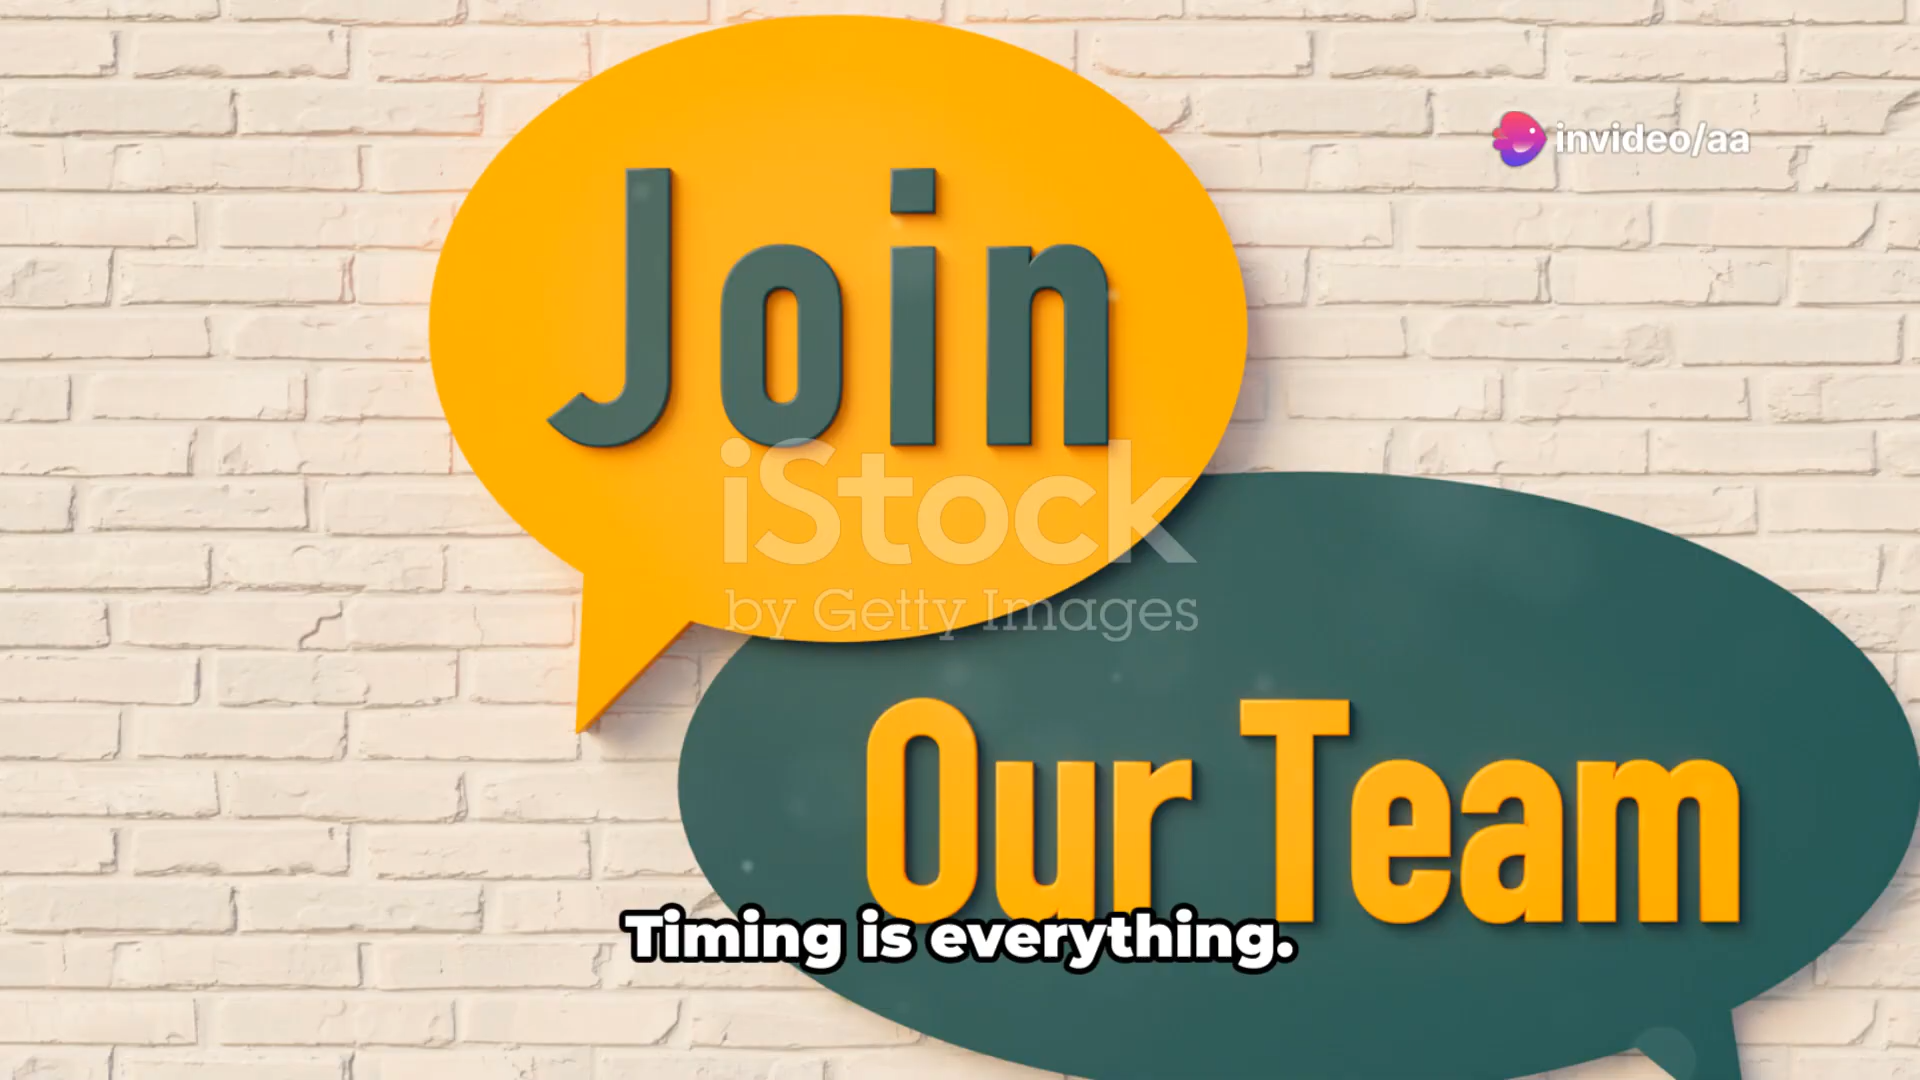 invideo/aa
Join
iStock
by Getty Images
Our Team
Timing is everything.